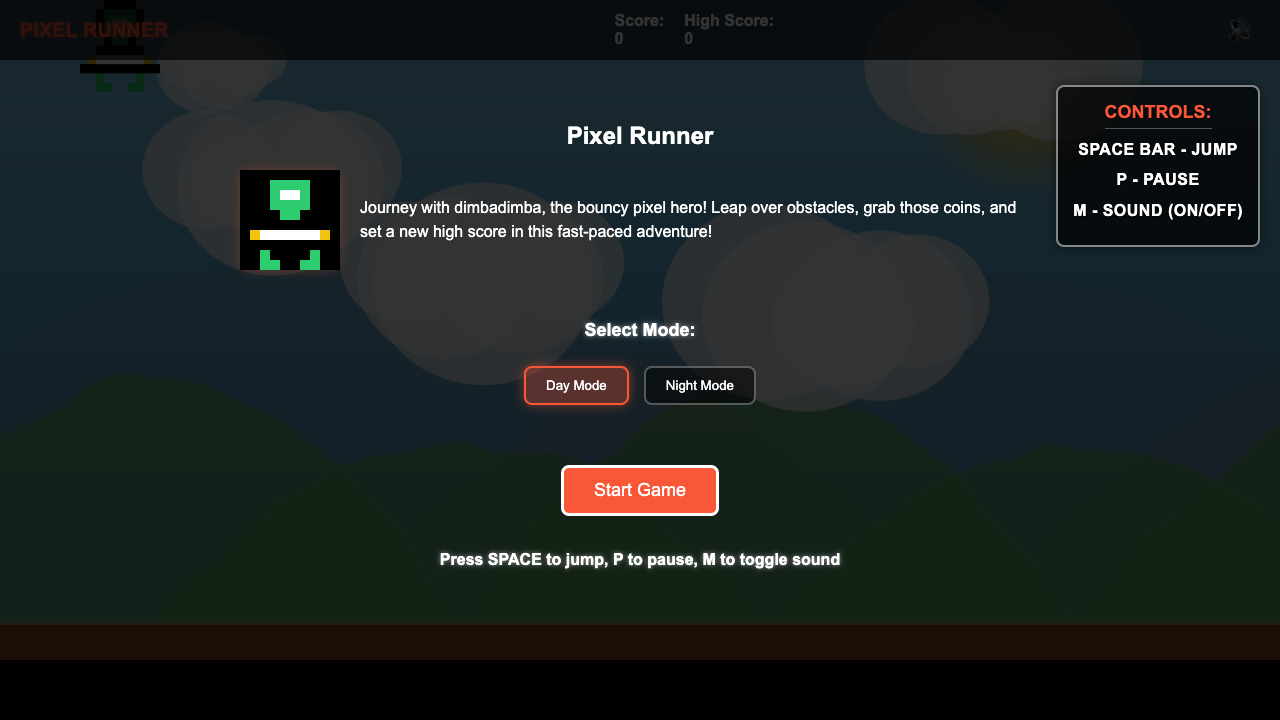 PIXEL RUNNER
Score:
0
High Score:
0
CONTROLS:
SPACE BAR - JUMP
P - PAUSE
M - SOUND (ON/OFF)
Pixel Runner
Journey with dimbadimba, the bouncy pixel hero! Leap over obstacles, grab those coins, and
set a new high score in this fast-paced adventure!
Select Mode:
Day Mode
Night Mode
Start Game
Press SPACE to jump, P to pause, M to toggle sound